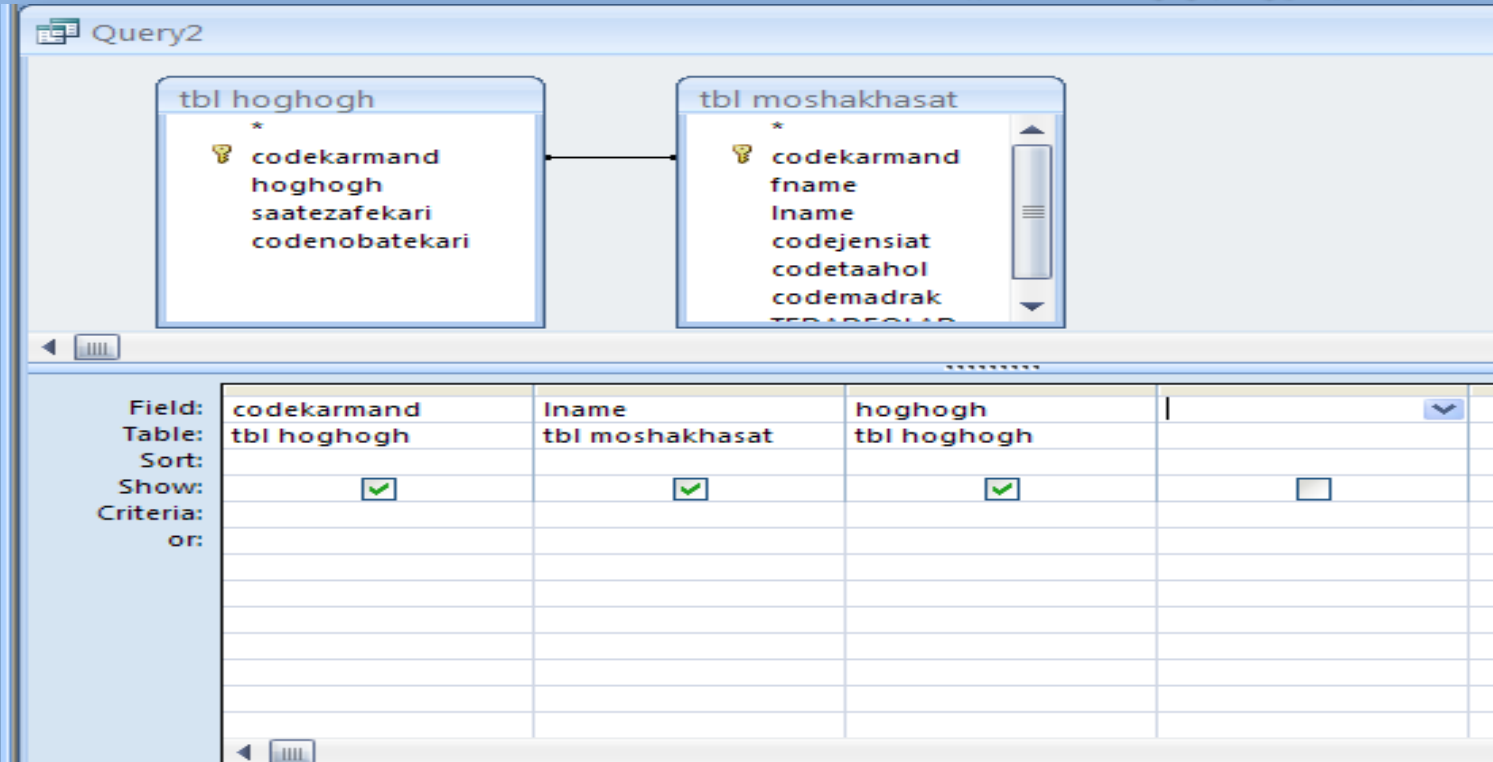 Query2
tbl hoghogh
*
codekarmand
hoghogh
saatezafekari
codenobatekari
tbl moshakhasat
*
codekarmand
fname
lname
codejensiat
codetaahol
codemadrak
Field: codekarmand lname hoghogh
Table: tbl hoghogh tbl moshakhasat tbl hoghogh
Sort:
Show:
Criteria:
or: